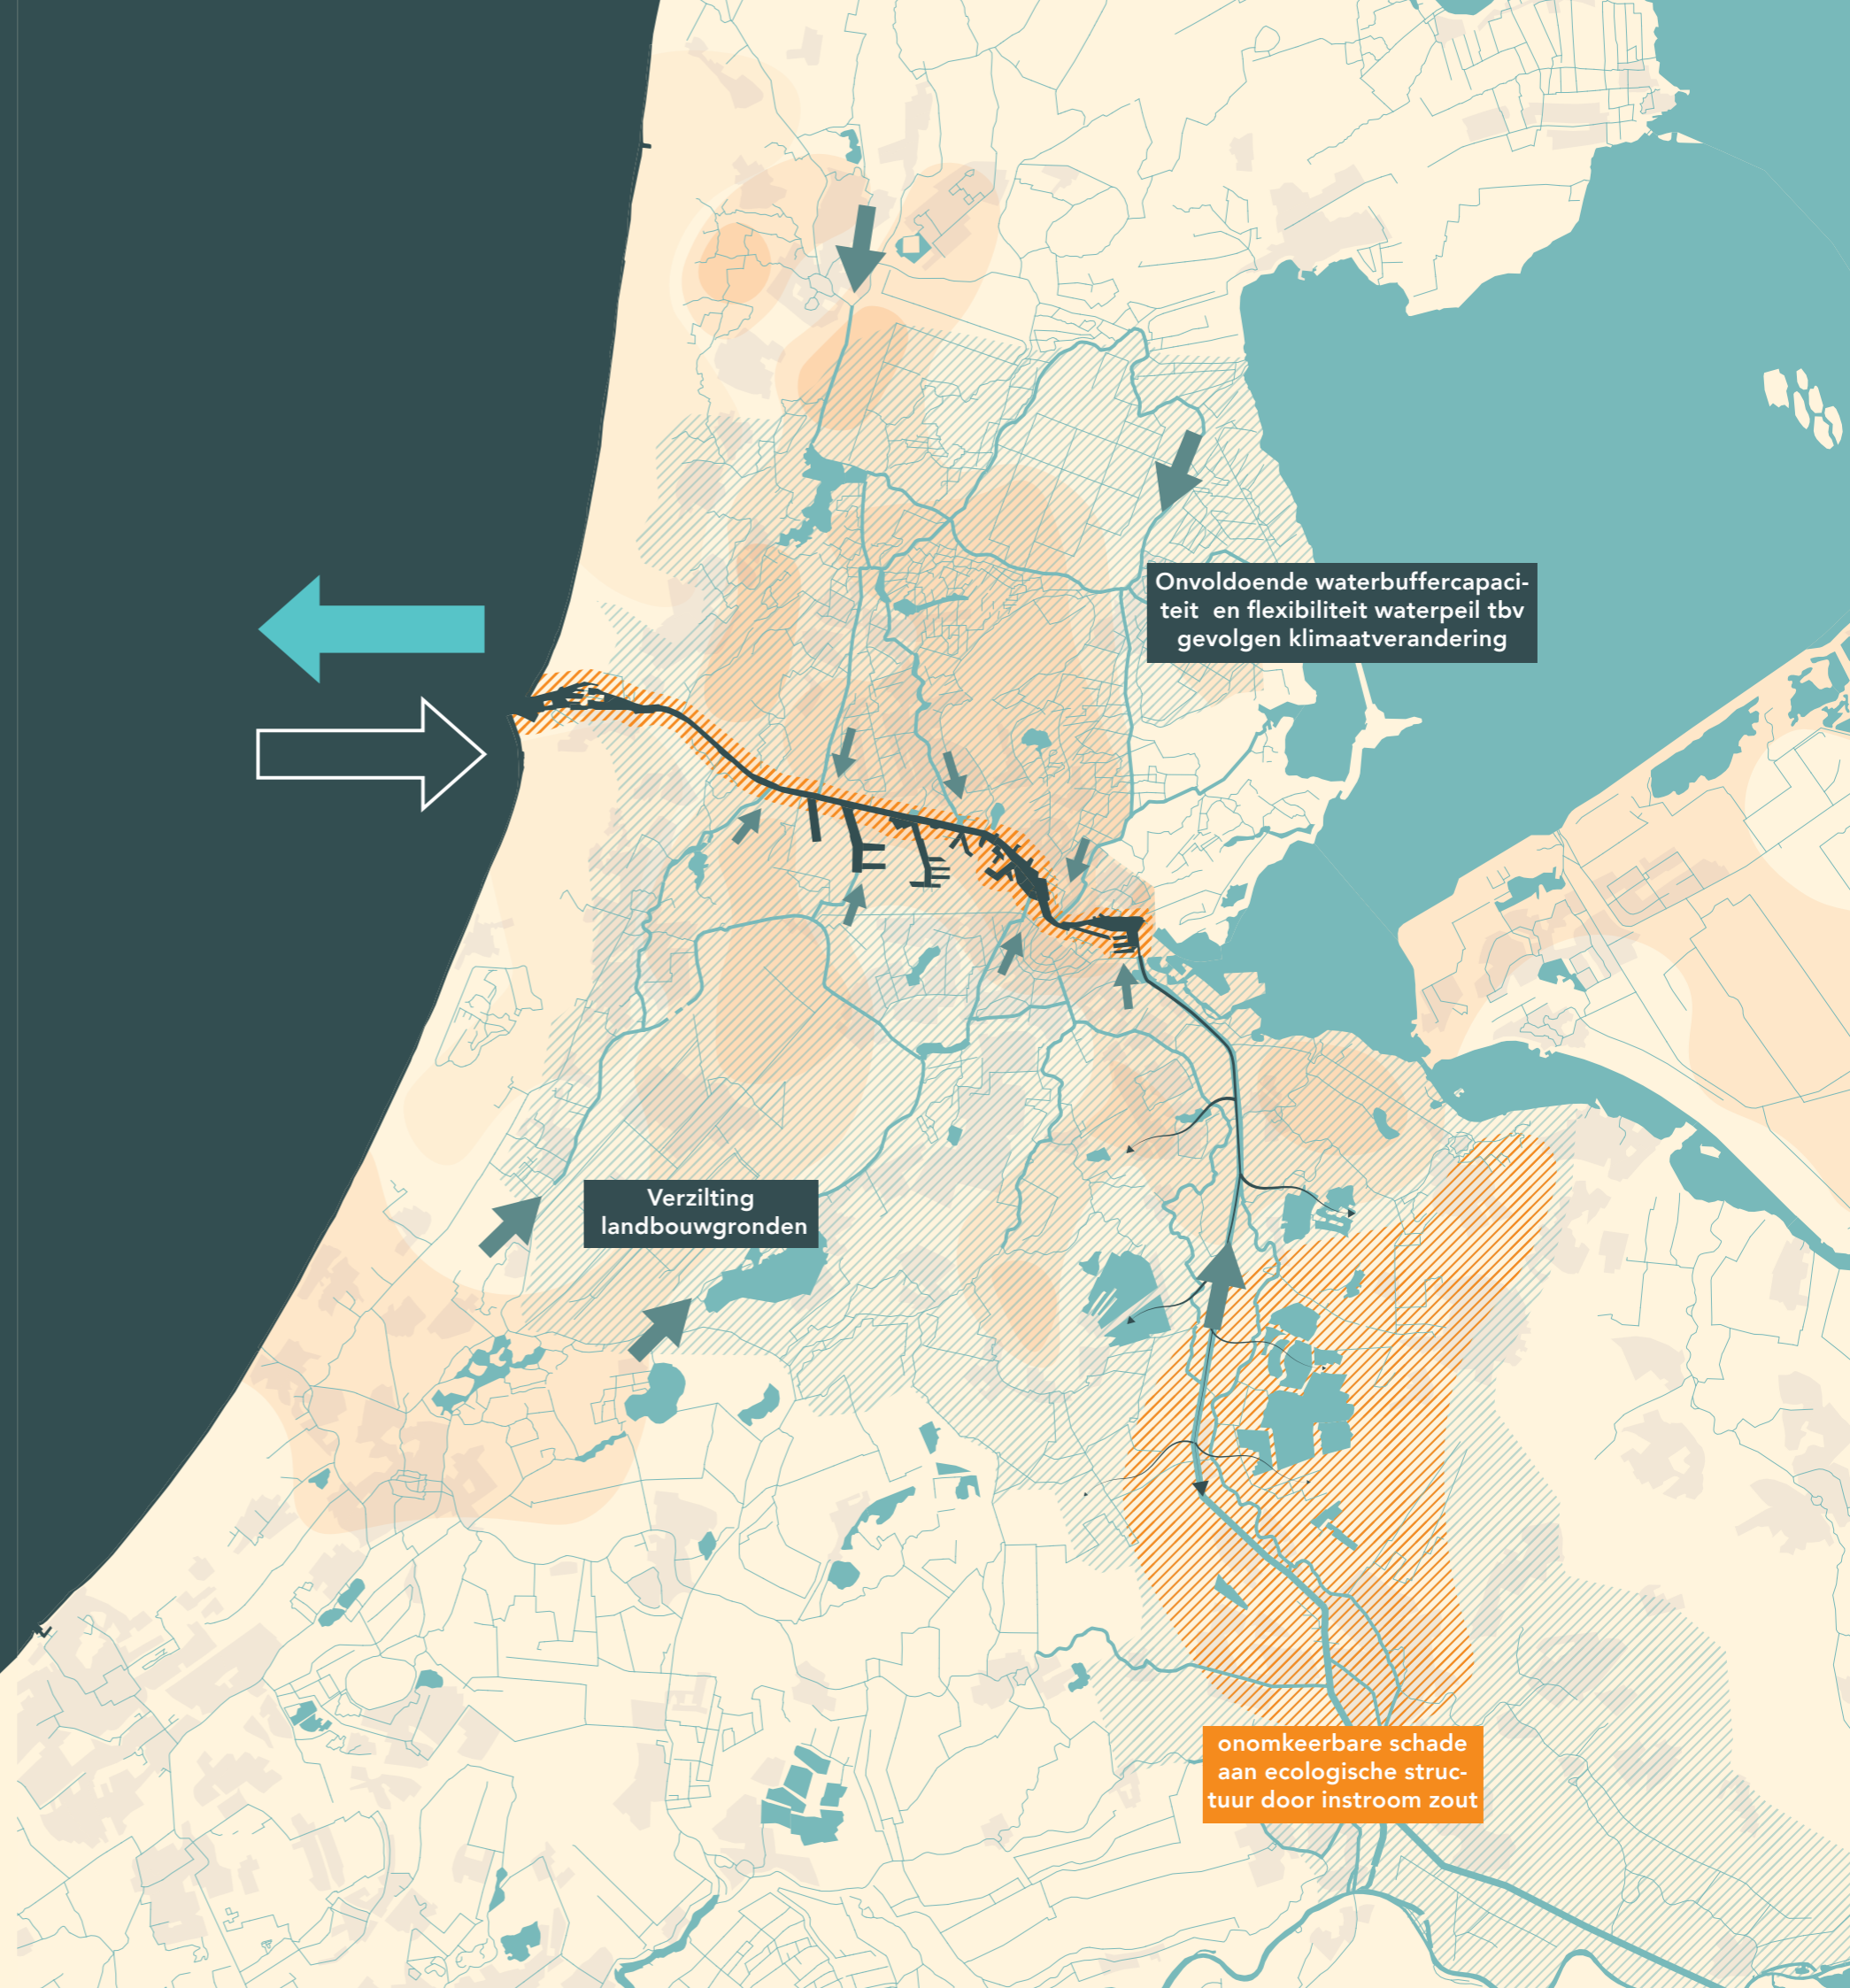 Onvoldoende waterbuffercapaci-
teit en flexibiliteit waterpeil tbv
gevolgen klimaatverandering
Verzilting
landbouwgronden
onomkeerbare schade
aan ecologische struc-
tuur door instroom zout